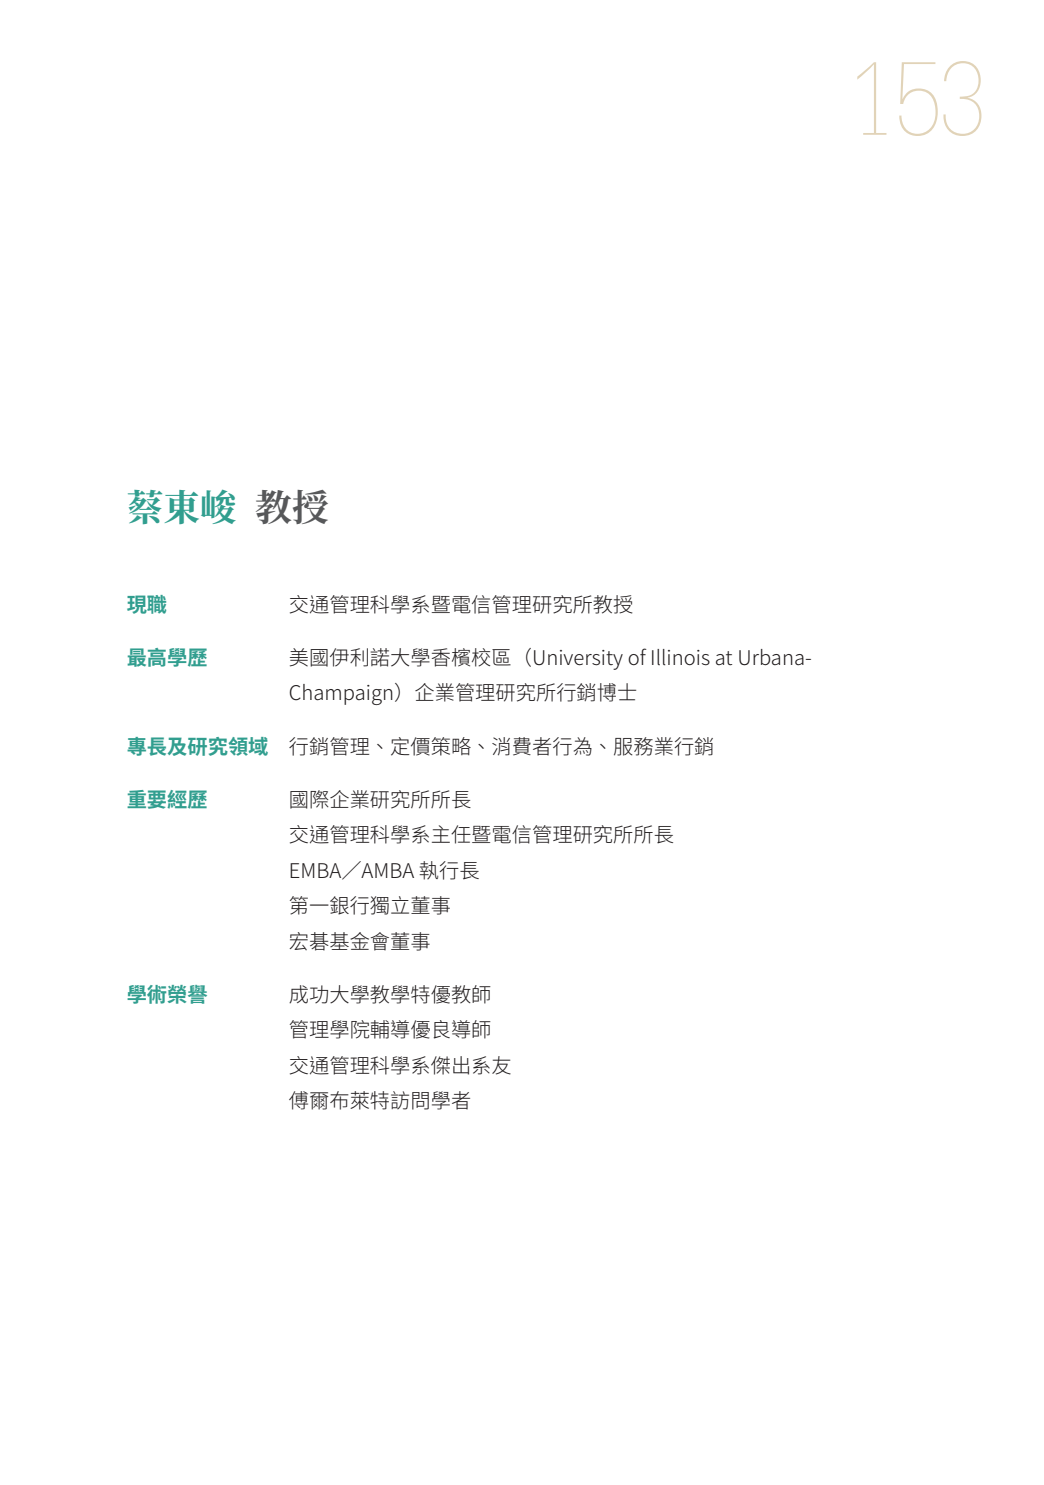 153
蔡東峻 教授
現職 交通管理科學系暨電信管理研究所教授
最高學歷 美國伊利諾大學香檳校區（University of Illinois at Urbana-
Champaign）企業管理研究所行銷博士
專長及研究領域 行銷管理、定價策略、消費者行為、服務業行銷
重要經歷 國際企業研究所所長
交通管理科學系主任暨電信管理研究所所長
EMBA／AMBA 執行長
第一銀行獨立董事
宏碁基金會董事
學術榮譽 成功大學教學特優教師
管理學院輔導優良導師
交通管理科學系傑出系友
傅爾布萊特訪問學者